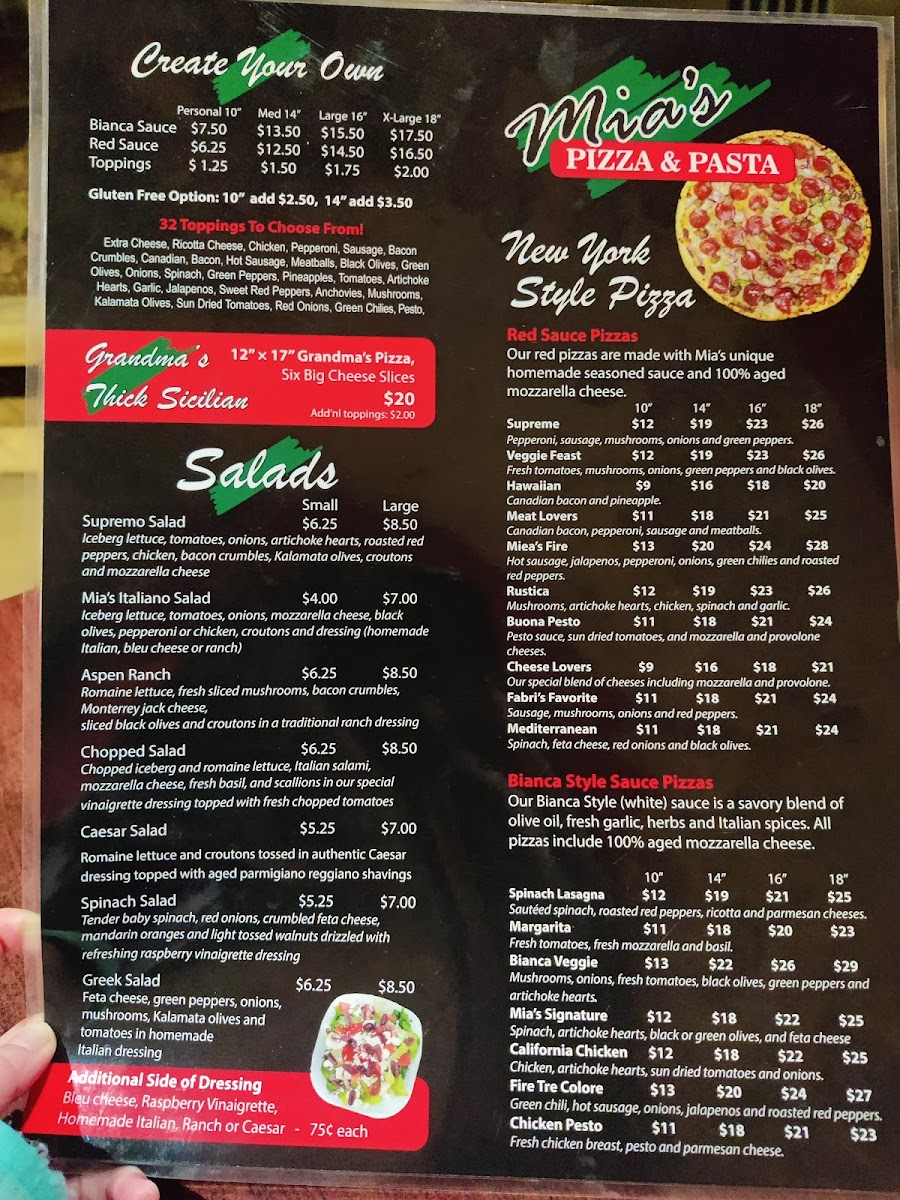 Create Your Own
Personal 10" Med 14" Large 16" X-Large 18"
Bianca Sauce $7.50 $13.50 $15.50 $17.50
Red Sauce $6.25 $12.50 $14.50 $16.50
Toppings $ 1.25 $1.50 $1.75 $2.00
Gluten Free Option: 10" add $2.50, 14" add $3.50
32 Toppings To Choose From!
Extra Cheese, Ricotta Cheese, Chicken, Pepperoni, Sausage, Bacon
Crumbles, Canadian, Bacon, Hot Sausage, Meatballs, Black Olives, Green
Olives, Onions, Spinach, Green Peppers, Pineapples, Tomatoes, Artichoke
Hearts, Garlic, Jalapenos, Sweet Red Peppers, Anchovies, Mushrooms,
Kalamata Olives, Sun Dried Tomatoes, Red Onions, Green Chilies, Pesto,
Grandma's
Thick Sicilian
12" x 17" Grandma's Pizza,
Six Big Cheese Slices
$20
Add'nl toppings: $2.00
Salads
Small Large
Supremo Salad $6.25 $8.50
Iceberg lettuce, tomatoes, onions, artichoke hearts, roasted red
peppers, chicken, bacon crumbles, Kalamata olives, croutons
and mozzarella cheese
Mia's Italiano Salad $4.00 $7.00
Iceberg lettuce, tomatoes, onions, mozzarella cheese, black
olives, pepperoni or chicken, croutons and dressing (homemade
Italian, bleu cheese or ranch)
Aspen Ranch $6.25 $8.50
Romaine lettuce, fresh sliced mushrooms, bacon crumbles,
Monterrey jack cheese,
sliced black olives and croutons in a traditional ranch dressing
Chopped Salad $6.25 $8.50
Chopped iceberg and romaine lettuce, Italian salami,
mozzarella cheese, fresh basil, and scallions in our special
vinaigrette dressing topped with fresh chopped tomatoes
Caesar Salad $5.25 $7.00
Romaine lettuce and croutons tossed in authentic Caesar
dressing topped with aged parmigiano reggiano shavings
Spinach Salad $5.25 $7.00
Tender baby spinach, red onions, crumbled feta cheese,
mandarin oranges and light tossed walnuts drizzled with
refreshing raspberry vinaigrette dressing
Greek Salad $6.25 $8.50
Feta cheese, green peppers, onions,
mushrooms, Kalamata olives and
tomatoes in homemade
Italian dressing
Additional Side of Dressing
Bleu cheese, Raspberry Vinaigrette,
Homemade Italian, Ranch or Caesar - 75¢ each
Mia's
PIZZA & PASTA
New York
Style Pizza
Red Sauce Pizzas
Our red pizzas are made with Mia's unique
homemade seasoned sauce and 100% aged
mozzarella cheese.
10" 14" 16" 18"
Supreme $12 $19 $23 $26
Pepperoni, sausage, mushrooms, onions and green peppers.
Veggie Feast $12 $19 $23 $26
Fresh tomatoes, mushrooms, onions, green peppers and black olives.
Hawaiian $9 $16 $18 $20
Canadian bacon and pineapple.
Meat Lovers $11 $18 $21 $25
Canadian bacon, pepperoni, sausage and meatballs.
Miea's Fire $13 $20 $24 $28
Hot sausage, jalapenos, pepperoni, onions, green chilies and roasted
red peppers.
Rustica $12 $19 $23 $26
Mushrooms, artichoke hearts, chicken, spinach and garlic.
Buona Pesto $11 $18 $21 $24
Pesto sauce, sun dried tomatoes, and mozzarella and provolone
cheeses.
Cheese Lovers $9 $16 $18 $21
Our special blend of cheeses including mozzarella and provolone.
Fabri's Favorite $11 $18 $21 $24
Sausage, mushrooms, onions and red peppers.
Mediterranean $11 $18 $21 $24
Spinach, feta cheese, red onions and black olives.
Bianca Style Sauce Pizzas
Our Bianca Style (white) sauce is a savory blend of
olive oil, fresh garlic, herbs and Italian spices. All
pizzas include 100% aged mozzarella cheese.
10" 14" 16" 18"
Spinach Lasagna $12 $19 $21 $25
Sautéed spinach, roasted red peppers, ricotta and parmesan cheeses.
Margarita $11 $18 $20 $23
Fresh tomatoes, fresh mozzarella and basil.
Bianca Veggie $13 $22 $26 $29
Mushrooms, onions, fresh tomatoes, black olives, green peppers and
artichoke hearts.
Mia's Signature $12 $18 $22 $25
Spinach, artichoke hearts, black or green olives, and feta cheese
California Chicken $12 $18 $22 $25
Chicken, artichoke hearts, sun dried tomatoes and onions.
Fire Tre Colore $13 $20 $24 $27
Green chili, hot sausage, onions, jalapenos and roasted red peppers.
Chicken Pesto $11 $18 $21 $23
Fresh chicken breast, pesto and parmesan cheese.